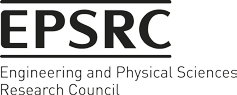 EPSRC
Engineering and Physical Sciences
Research Council